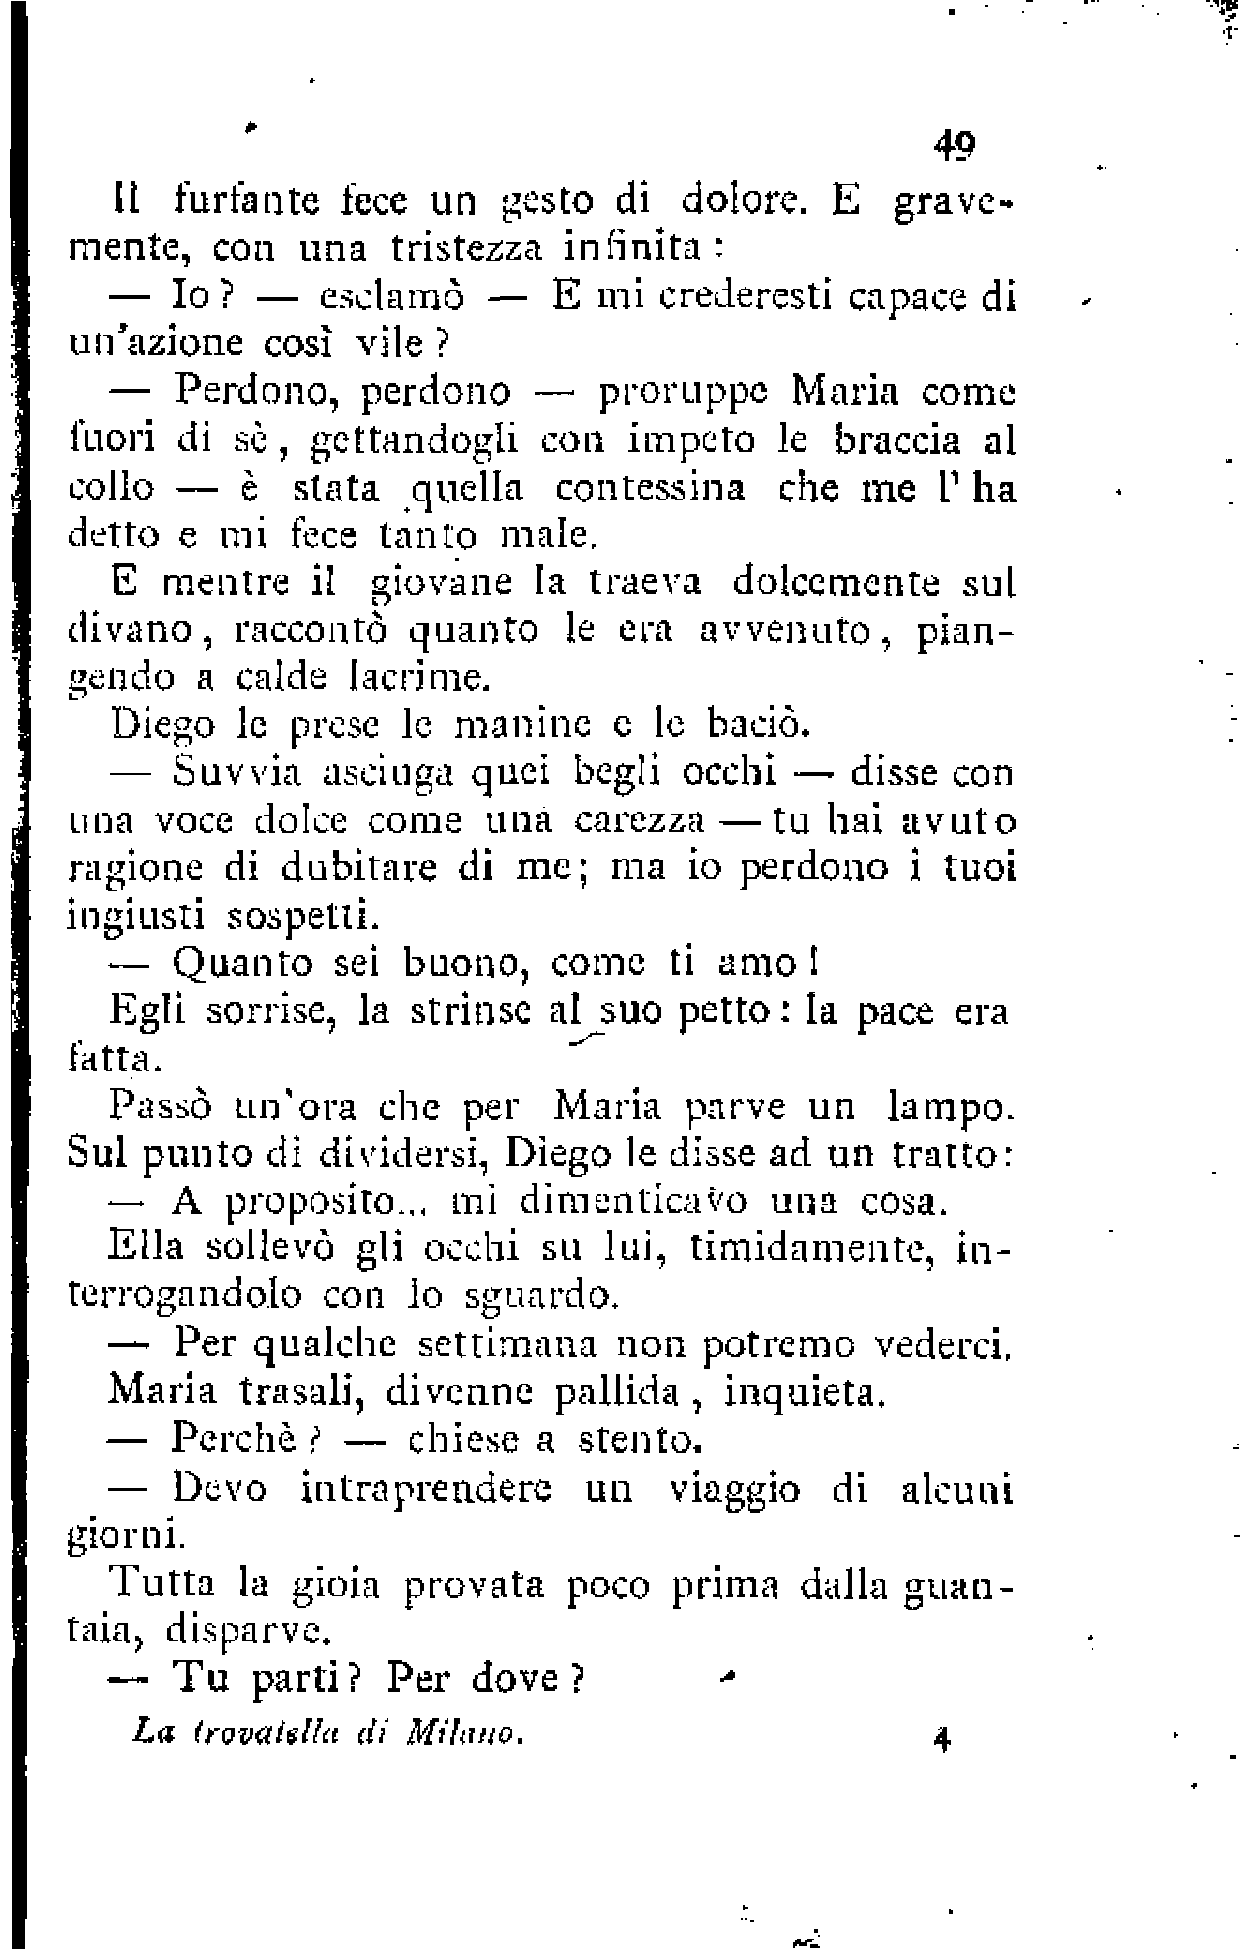 49
Il furfante fece un gesto di dolore. E grave-
mente, con una tristezza infinita :
— Io ? — esclamò — E mi crederesti capace di
un'azione così vile ?
— Perdono, perdono — proruppe Maria come
fuori di sè, gettandogli con impeto le braccia al
collo — è stata quella contessina che me l' ha
detto e mi fece tanto male.
E mentre il giovane la traeva dolcemente sul
divano, raccontò quanto le era avvenuto, pian-
gendo a calde lacrime.
Diego le prese le manine e le baciò.
— Suvvia asciuga quei begli occhi — disse con
una voce dolce come una carezza — tu hai avuto
ragione di dubitare di me; ma io perdono i tuoi
ingiusti sospetti.
— Quanto sei buono, come ti amo !
Egli sorrise, la strinse al suo petto : la pace era
fatta.
Passò un'ora che per Maria parve un lampo.
Sul punto di dividersi, Diego le disse ad un tratto:
— A proposito... mi dimenticavo una cosa.
Ella sollevò gli occhi su lui, timidamente, in-
terrogandolo con lo sguardo.
— Per qualche settimana non potremo vederci.
Maria trasali, divenne pallida, inquieta.
— Perchè ? — chiese a stento.
— Devo intraprendere un viaggio di alcuni
giorni.
Tutta la gioia provata poco prima dalla guan-
taia, disparve.
— Tu parti ? Per dove ?
La trovatella di Milano.
4